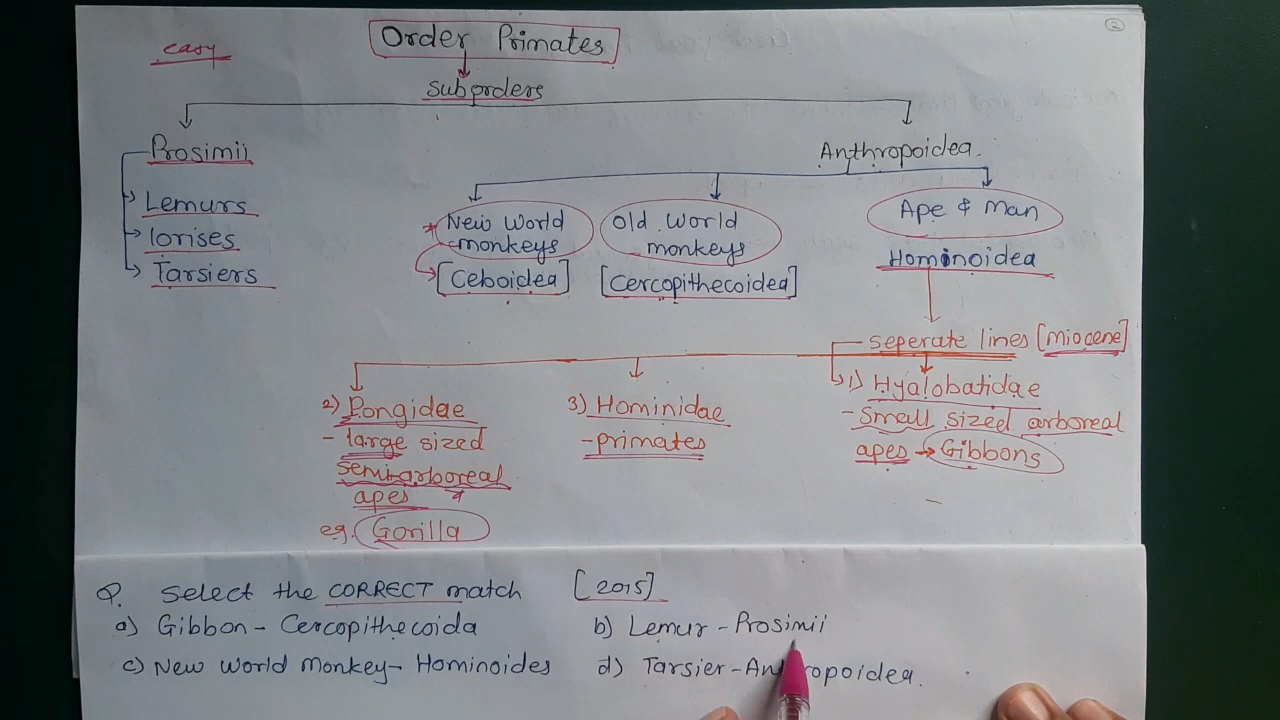 2
easy
Order Primates
Suborders
Prosimii
Lemurs
lorises
Tarsiers
Anthropoidea.
New World
monkeys
[Ceboidea]
Old World
monkeys
[Cercopithecoidea]
Ape & Man
Hominoidea
seperate lines [miocene]
1) Hyalobatidae
- Small sized arboreal
apes → Gibbons
2) Pongidae
- large sized
semi-arboreal
apes
eg. Gorilla
3) Hominidae
- primates
Q. Select the CORRECT match [2015]
a) Gibbon - Cercopithecoida b) Lemur - Prosimii
c) New World Monkey - Hominoides d) Tarsier - Anthropoidea.